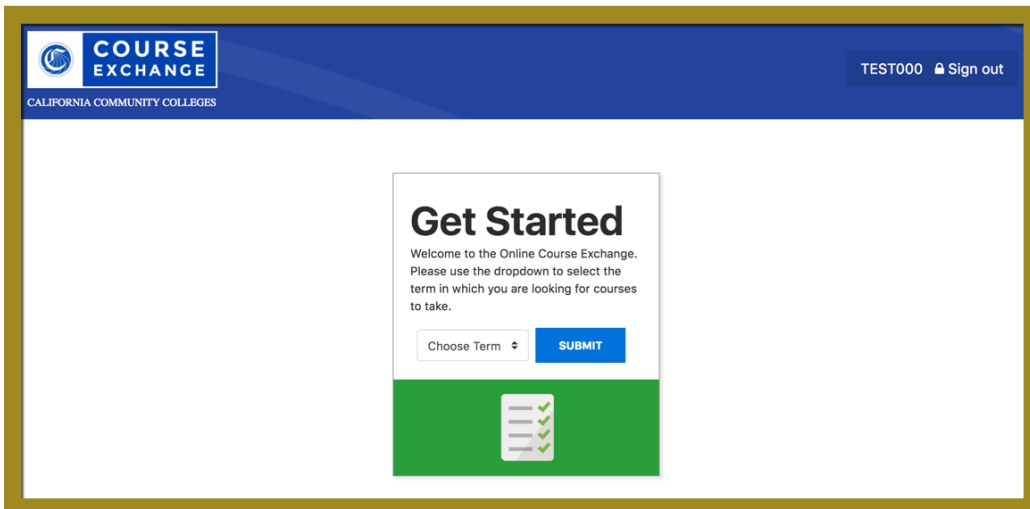 COURSE
EXCHANGE
CALIFORNIA COMMUNITY COLLEGES
TEST000 Sign out
Get Started
Welcome to the Online Course Exchange.
Please use the dropdown to select the
term in which you are looking for courses
to take.
Choose Term
SUBMIT